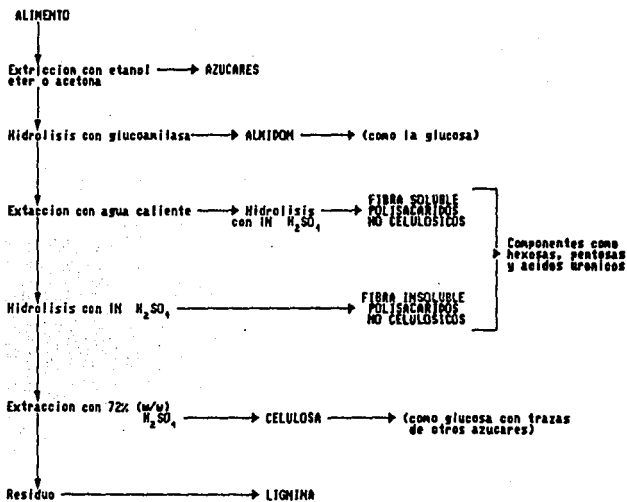 ALIMENTO
Extriccion con etanol
eter o acetona
AZUCARES
Hidrolisis con glucoamilasa
ALMIDOM
(como la glucosa)
Extaccion con agua caliente
Hidrolisis
con 1N H₂SO₄
FIBRA SOLUBLE
POLISACARIDOS
NO CELULOSICOS
Componentes como
hexosas, pentosas
y acidos uronicos
Hidrolisis con 1N H₂SO₄
FIBRA INSOLUBLE
POLISACARIDOS
NO CELULOSICOS
Extraccion con 72% (w/w)
H₂SO₄
CELULOSA
(como glucosa con trazas
de otros azucares)
Residuo
LIGNINA